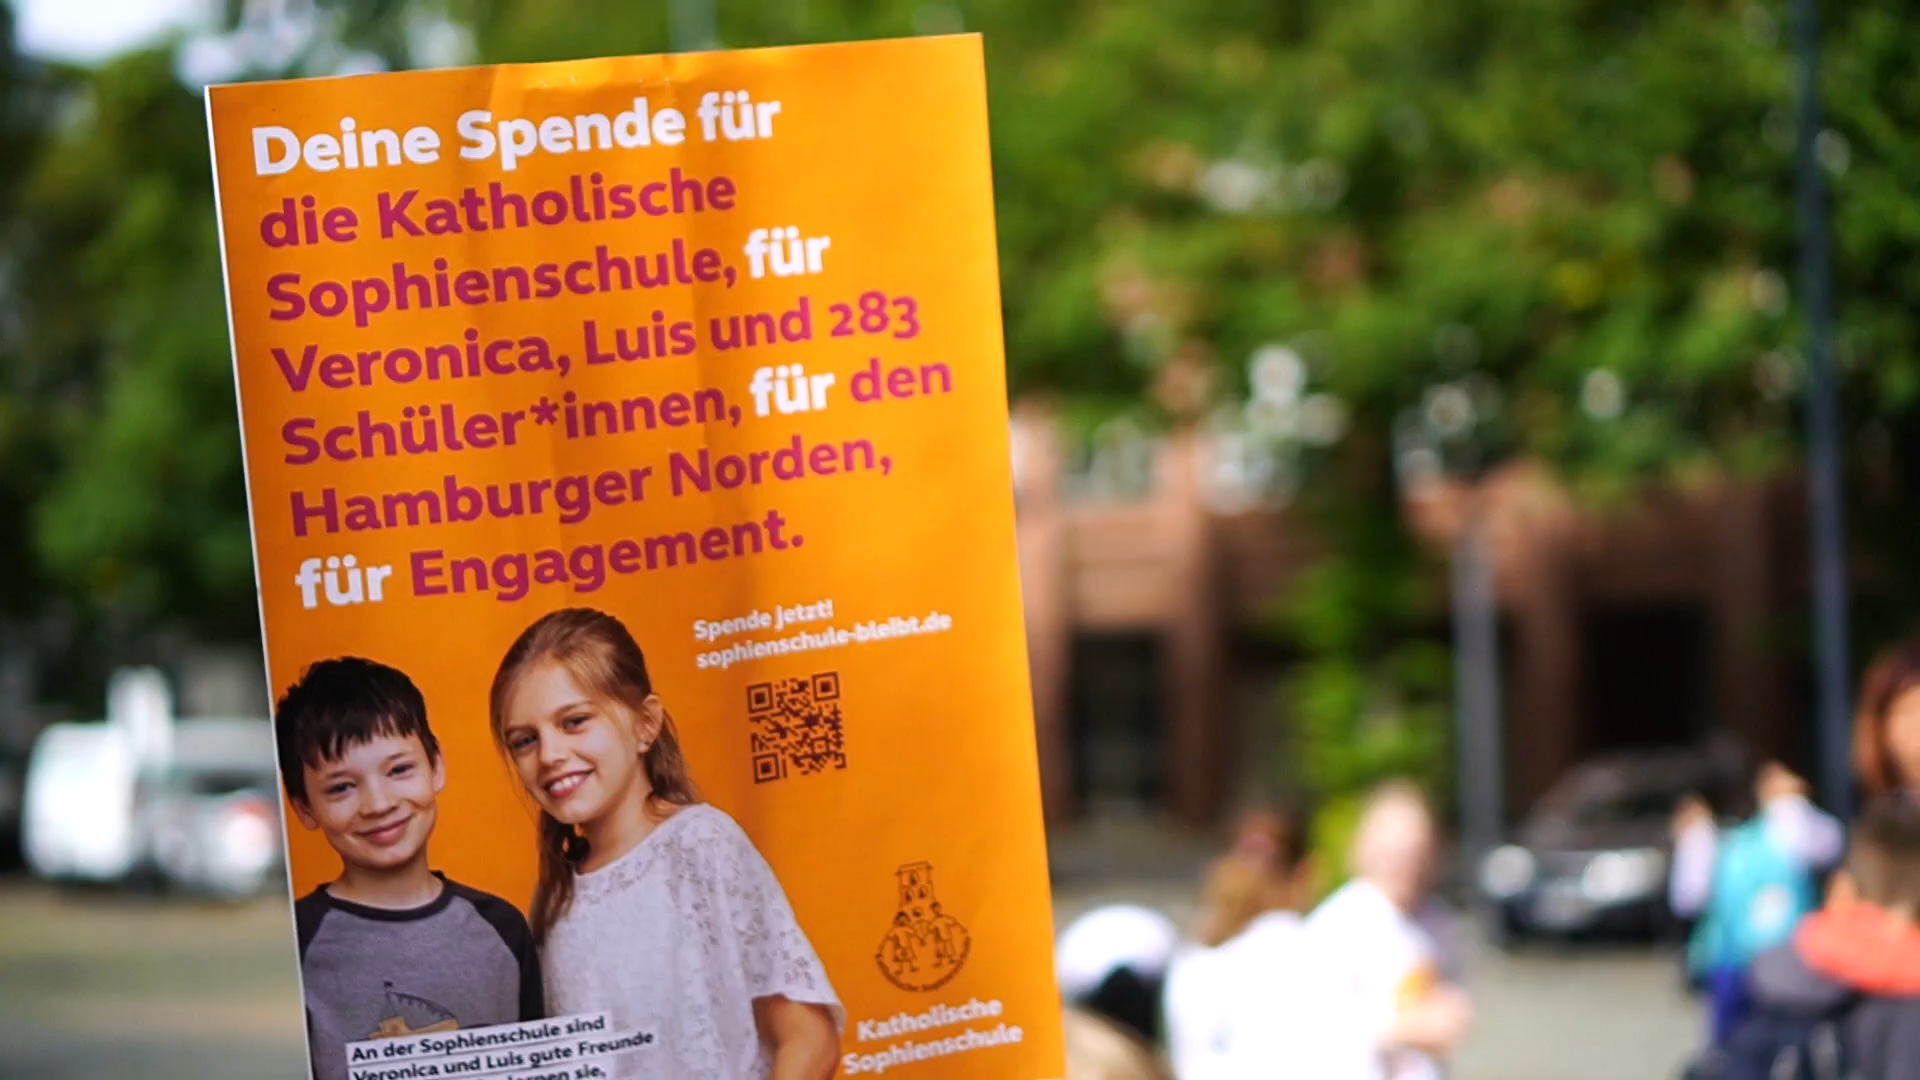 Deine Spende für
die Katholische
Sophienschule, für
Veronica, Luis und 283
Schüler*innen, für den
Hamburger Norden,
für Engagement.
Spende jetzt!
sophienschule-bleibt.de
Katholische
Sophienschule
An der Sophienschule sind
Veronica und Luis gute Freunde
sie,